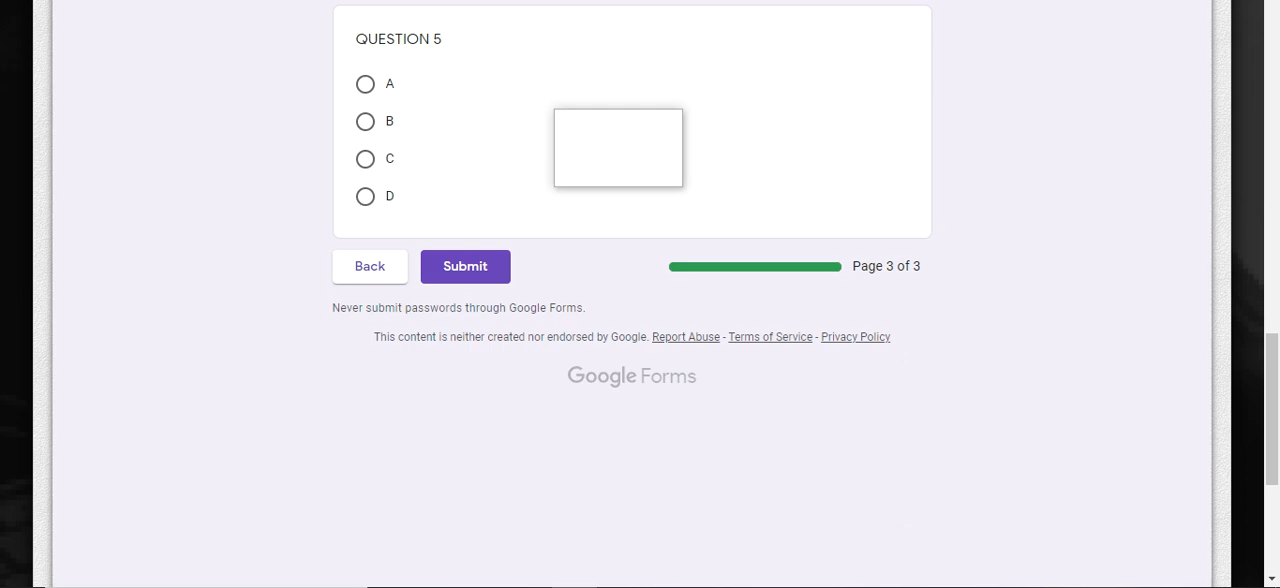 QUESTION 5
A
B
C
D
Back Submit Page 3 of 3
Never submit passwords through Google Forms.
This content is neither created nor endorsed by Google. Report Abuse - Terms of Service - Privacy Policy
Google Forms